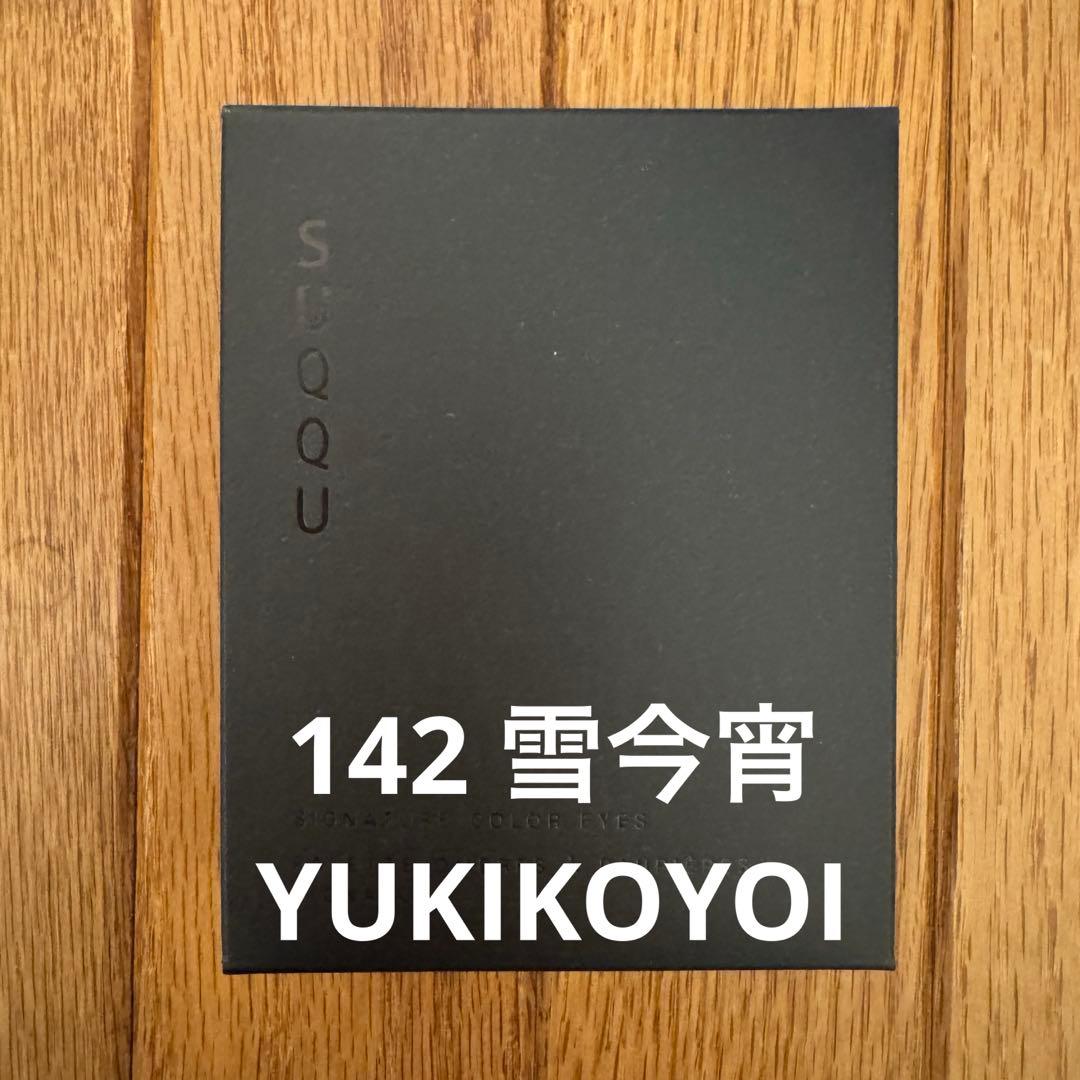 SUQQU
142 雪今宵
SIGNATURE COLOR EYES
YUKIKOYOI